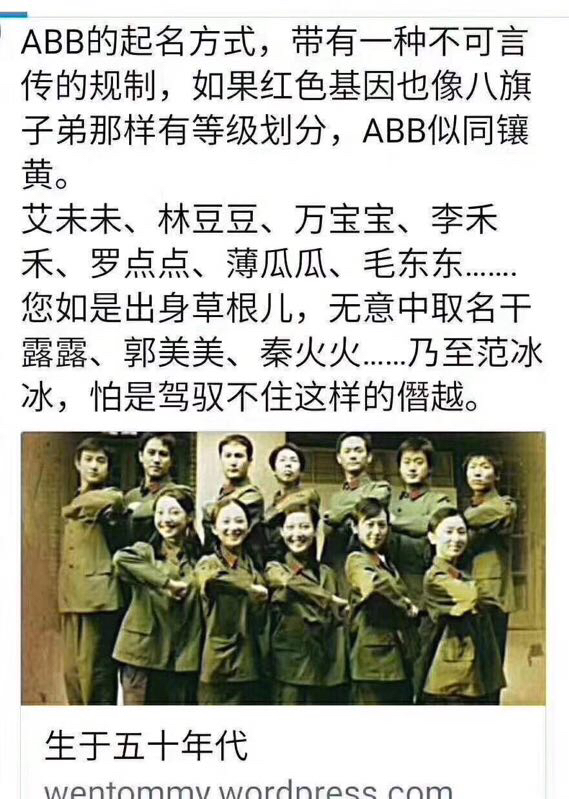 ABB的起名方式，带有一种不可言
传的规制，如果红色基因也像八旗
子弟那样有等级划分，ABB似同镶
黄。
艾未未、林豆豆、万宝宝、李禾
禾、罗点点、薄瓜瓜、毛东东.......
您如是出身草根儿，无意中取名干
露露、郭美美、秦火火......乃至范冰
冰，怕是驾驭不住这样的僭越。
生于五十年代
wentommy.wordpress.com